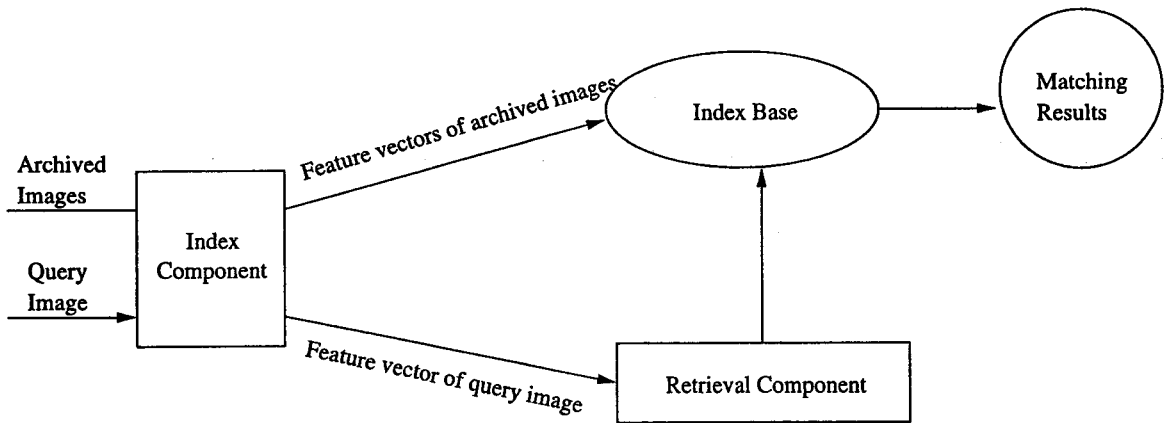 Archived
Images
Query
Image
Index
Component
Feature vectors of archived images
Feature vector of query image
Index Base
Retrieval Component
Matching
Results